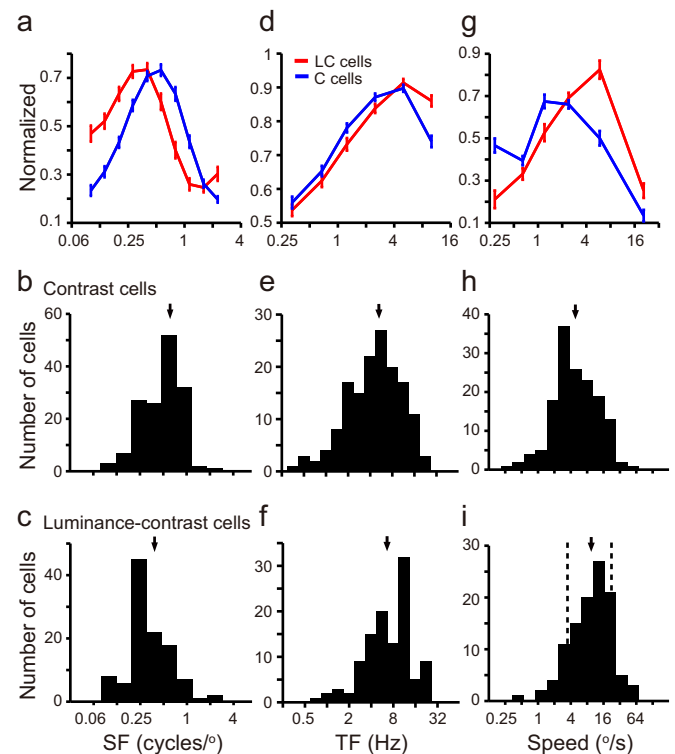 a d g
LC cells
C cells
Normalized
0.7
0.5
0.3
0.1
0.06 0.25 1 4
1
0.9
0.8
0.7
0.6
0.5
0.25 1 4 16
0.9
0.7
0.5
0.3
0.1
0.25 1 4 16
b Contrast cells e h
Number of cells
60
40
20
0
30
20
10
0
40
30
20
10
0
c Luminance-contrast cells f i
Number of cells
40
20
0
30
20
10
0
30
20
10
0
0.06 0.25 1 4
0.5 2 8 32
0.25 1 4 16 64
SF (cycles/º) TF (Hz) Speed (º/s)